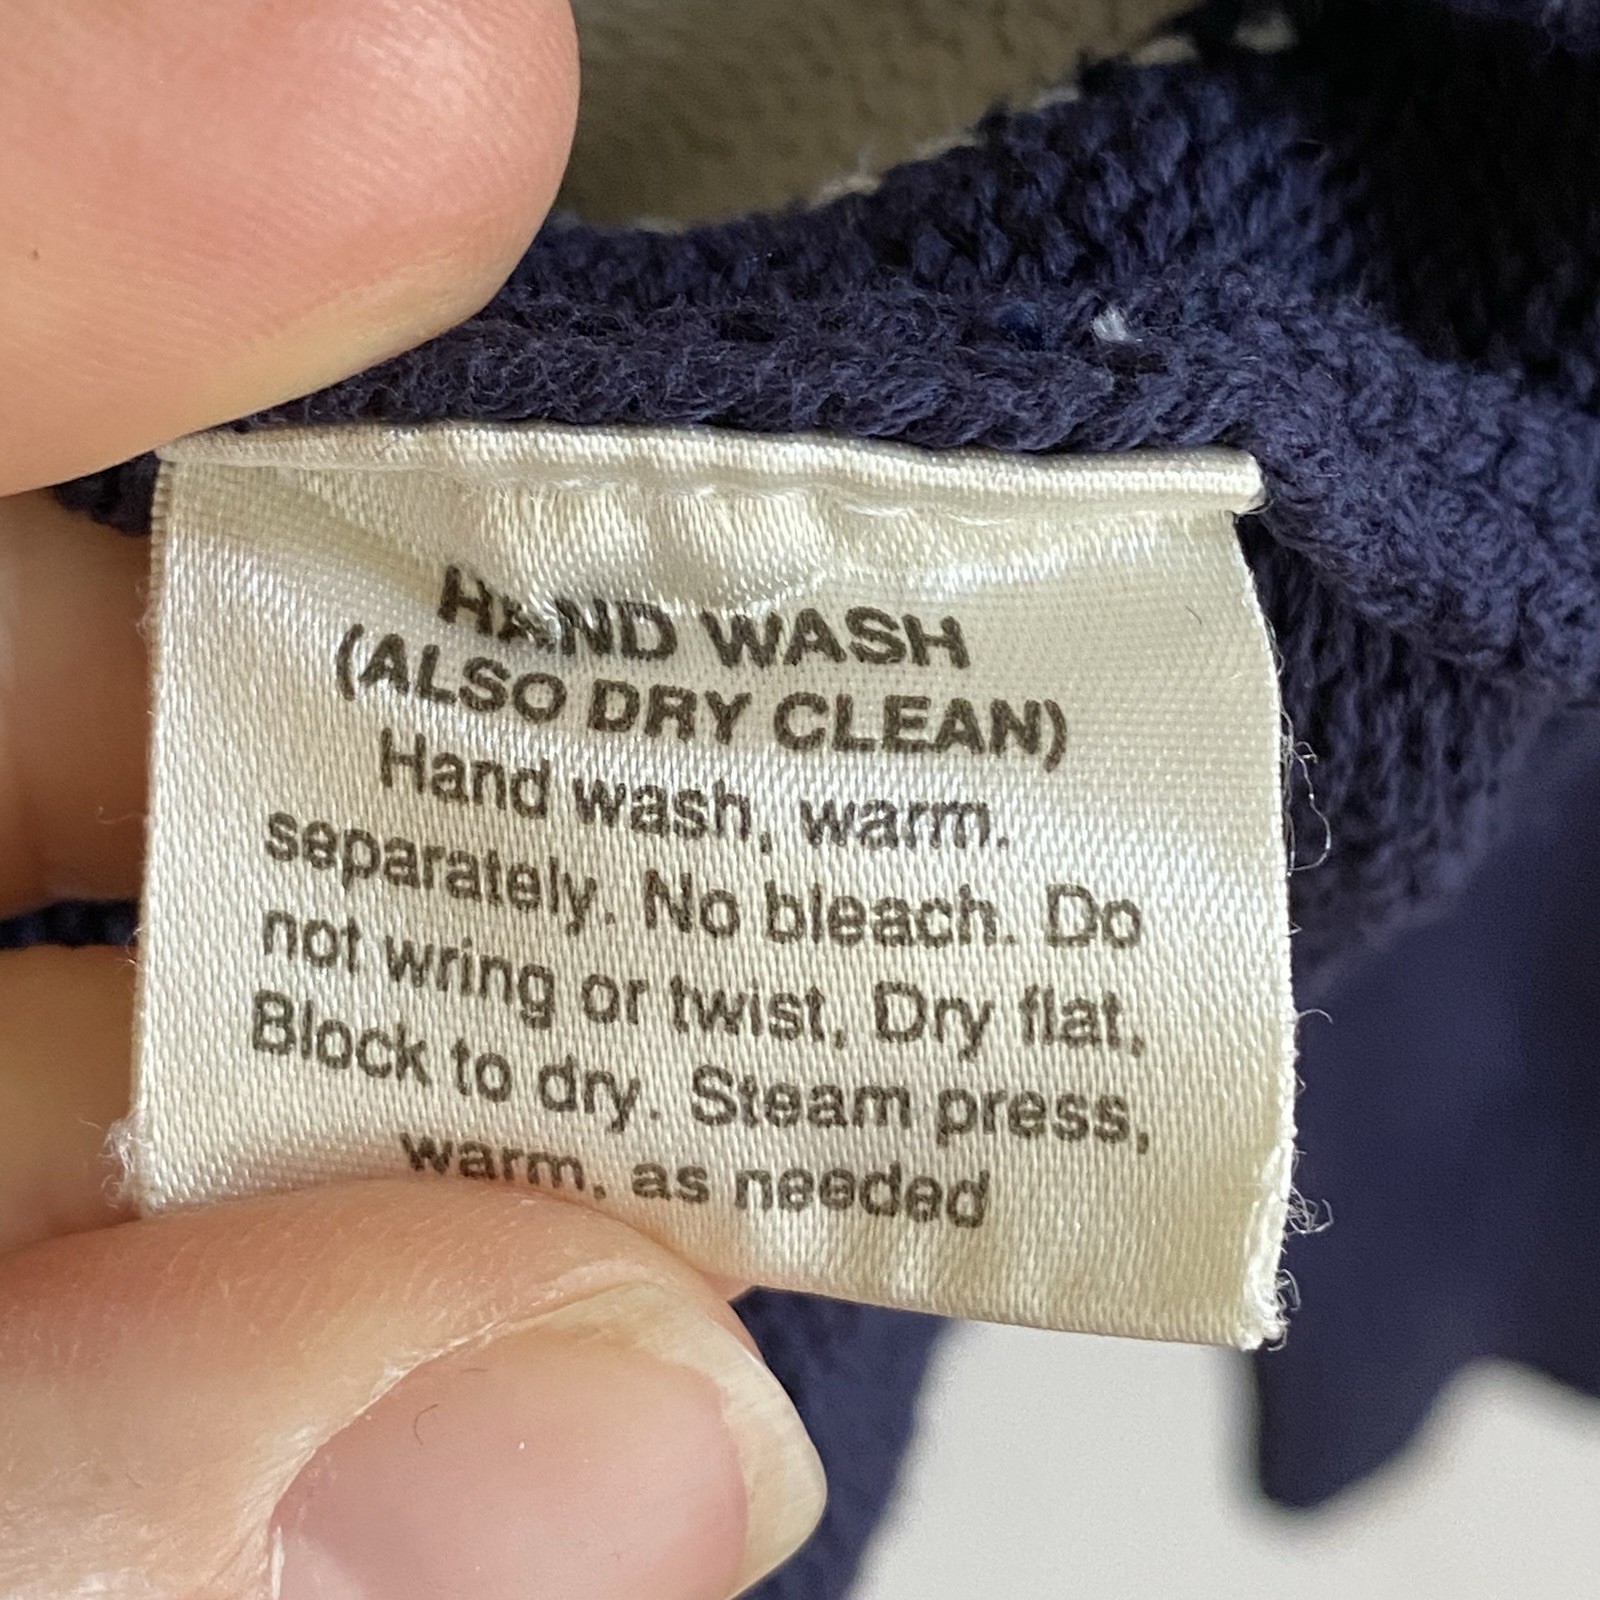 HAND WASH
(ALSO DRY CLEAN)
Hand wash, warm.
separately. No bleach. Do
not wring or twist, Dry flat,
Block to dry. Steam press,
warm, as needed